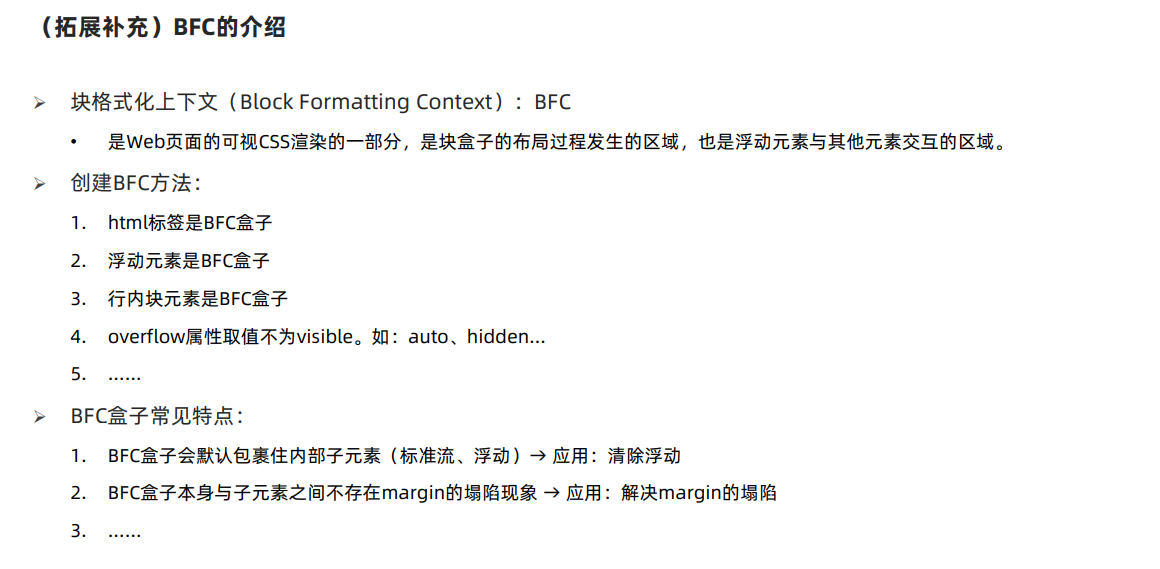 （拓展补充）BFC的介绍
➢ 块格式化上下文（Block Formatting Context）：BFC
• 是Web页面的可视CSS渲染的一部分，是块盒子的布局过程发生的区域，也是浮动元素与其他元素交互的区域。
➢ 创建BFC方法：
1. html标签是BFC盒子
2. 浮动元素是BFC盒子
3. 行内块元素是BFC盒子
4. overflow属性取值不为visible。如：auto、hidden...
5. ......
➢ BFC盒子常见特点：
1. BFC盒子会默认包裹住内部子元素（标准流、浮动）→ 应用：清除浮动
2. BFC盒子本身与子元素之间不存在margin的塌陷现象 → 应用：解决margin的塌陷
3. ......